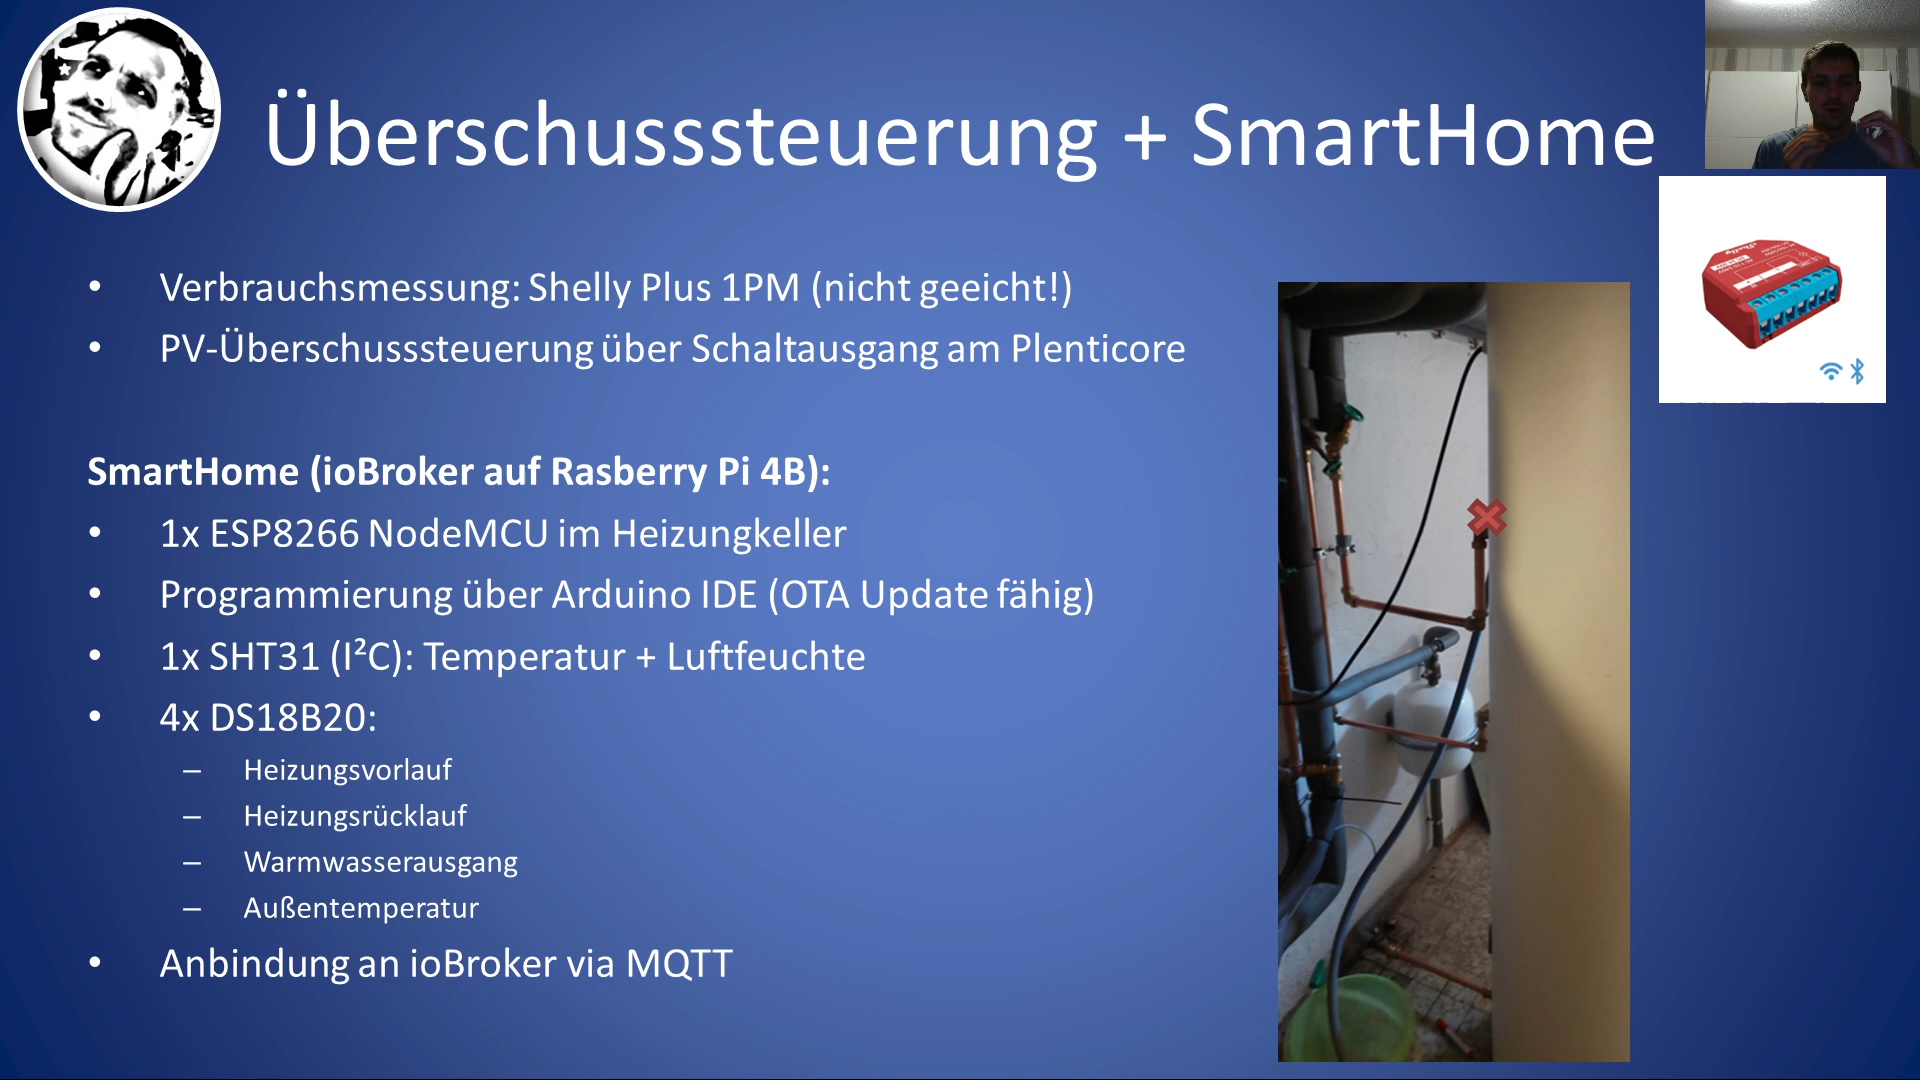 Überschusssteuerung + SmartHome
• Verbrauchsmessung: Shelly Plus 1PM (nicht geeicht!)
• PV-Überschusssteuerung über Schaltausgang am Plenticore
SmartHome (ioBroker auf Rasberry Pi 4B):
• 1x ESP8266 NodeMCU im Heizungkeller
• Programmierung über Arduino IDE (OTA Update fähig)
• 1x SHT31 (I²C): Temperatur + Luftfeuchte
• 4x DS18B20:
– Heizungsvorlauf
– Heizungsrücklauf
– Warmwasserausgang
– Außentemperatur
• Anbindung an ioBroker via MQTT
Shelly